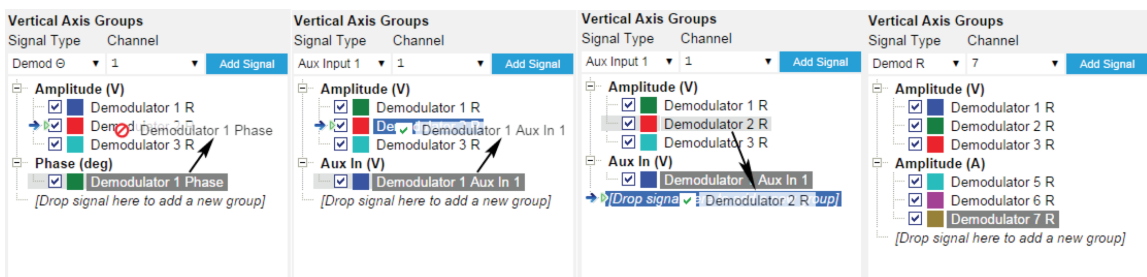 Vertical Axis Groups
Signal Type Channel
Demod Θ 1 Add Signal
Amplitude (V)
Demodulator 1 R
Demodulator 1 Phase
Demodulator 3 R
Phase (deg)
Demodulator 1 Phase
[Drop signal here to add a new group]
Vertical Axis Groups
Signal Type Channel
Aux Input 1 1 Add Signal
Amplitude (V)
Demodulator 1 R
Demodulator 1 Aux In 1
Demodulator 3 R
Aux In (V)
Demodulator 1 Aux In 1
[Drop signal here to add a new group]
Vertical Axis Groups
Signal Type Channel
Aux Input 1 1 Add Signal
Amplitude (V)
Demodulator 1 R
Demodulator 2 R
Demodulator 3 R
Aux In (V)
Demodulator 1 Aux In 1
[Drop signa Demodulator 2 R oup]
Vertical Axis Groups
Signal Type Channel
Demod R 7 Add Signal
Amplitude (V)
Demodulator 1 R
Demodulator 2 R
Demodulator 3 R
Amplitude (A)
Demodulator 5 R
Demodulator 6 R
Demodulator 7 R
[Drop signal here to add a new group]